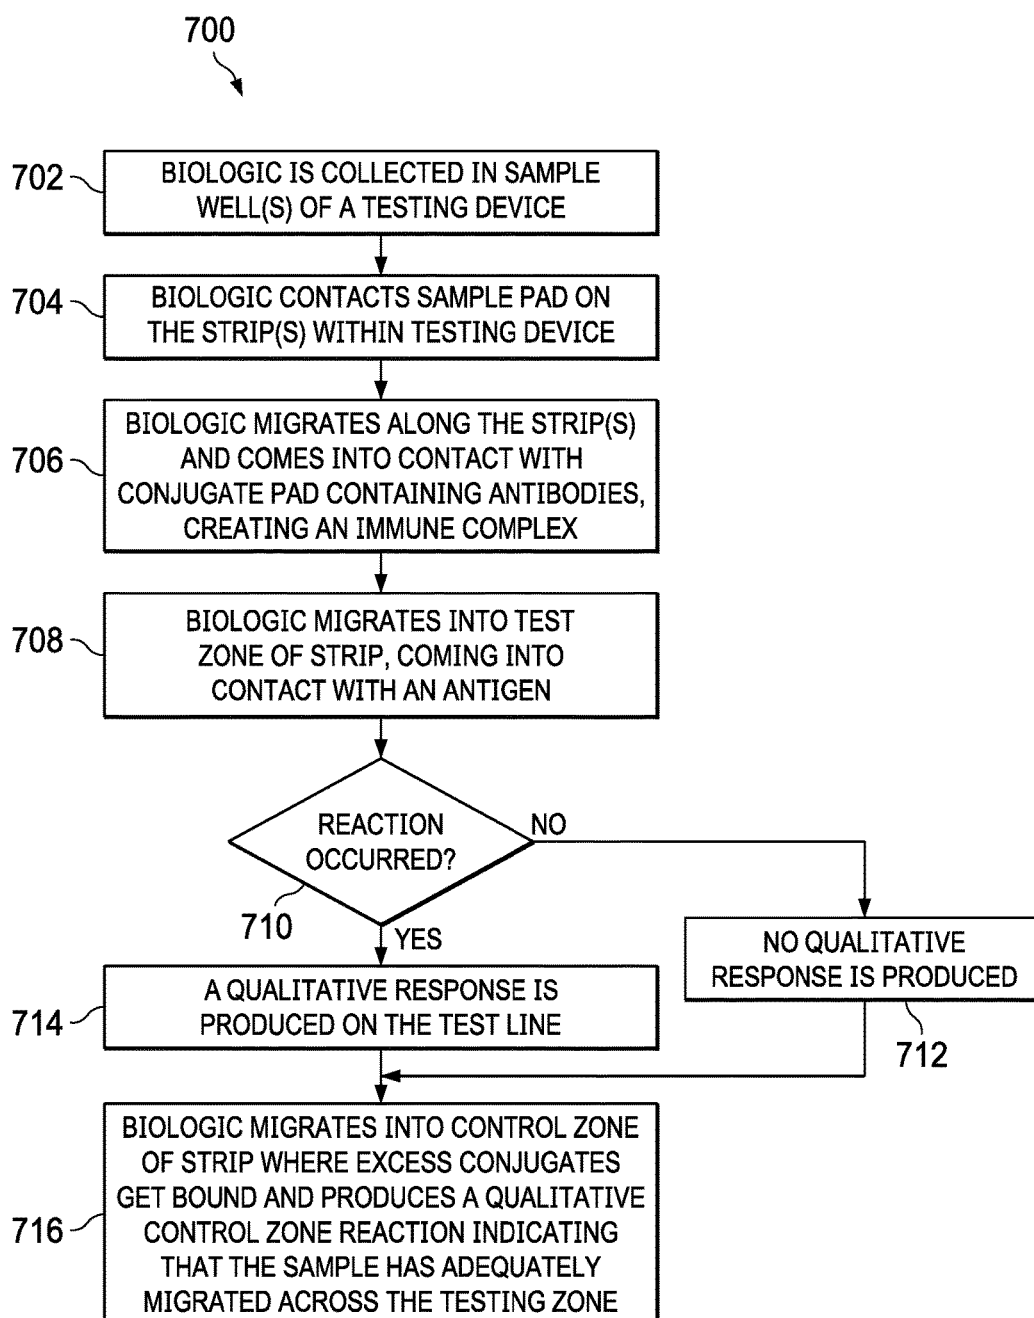 700
702
BIOLOGIC IS COLLECTED IN SAMPLE
WELL(S) OF A TESTING DEVICE
704
BIOLOGIC CONTACTS SAMPLE PAD ON
THE STRIP(S) WITHIN TESTING DEVICE
706
BIOLOGIC MIGRATES ALONG THE STRIP(S)
AND COMES INTO CONTACT WITH
CONJUGATE PAD CONTAINING ANTIBODIES,
CREATING AN IMMUNE COMPLEX
708
BIOLOGIC MIGRATES INTO TEST
ZONE OF STRIP, COMING INTO
CONTACT WITH AN ANTIGEN
REACTION
OCCURRED?
NO
710
YES
NO QUALITATIVE
RESPONSE IS PRODUCED
712
714
A QUALITATIVE RESPONSE IS
PRODUCED ON THE TEST LINE
716
BIOLOGIC MIGRATES INTO CONTROL ZONE
OF STRIP WHERE EXCESS CONJUGATES
GET BOUND AND PRODUCES A QUALITATIVE
CONTROL ZONE REACTION INDICATING
THAT THE SAMPLE HAS ADEQUATELY
MIGRATED ACROSS THE TESTING ZONE